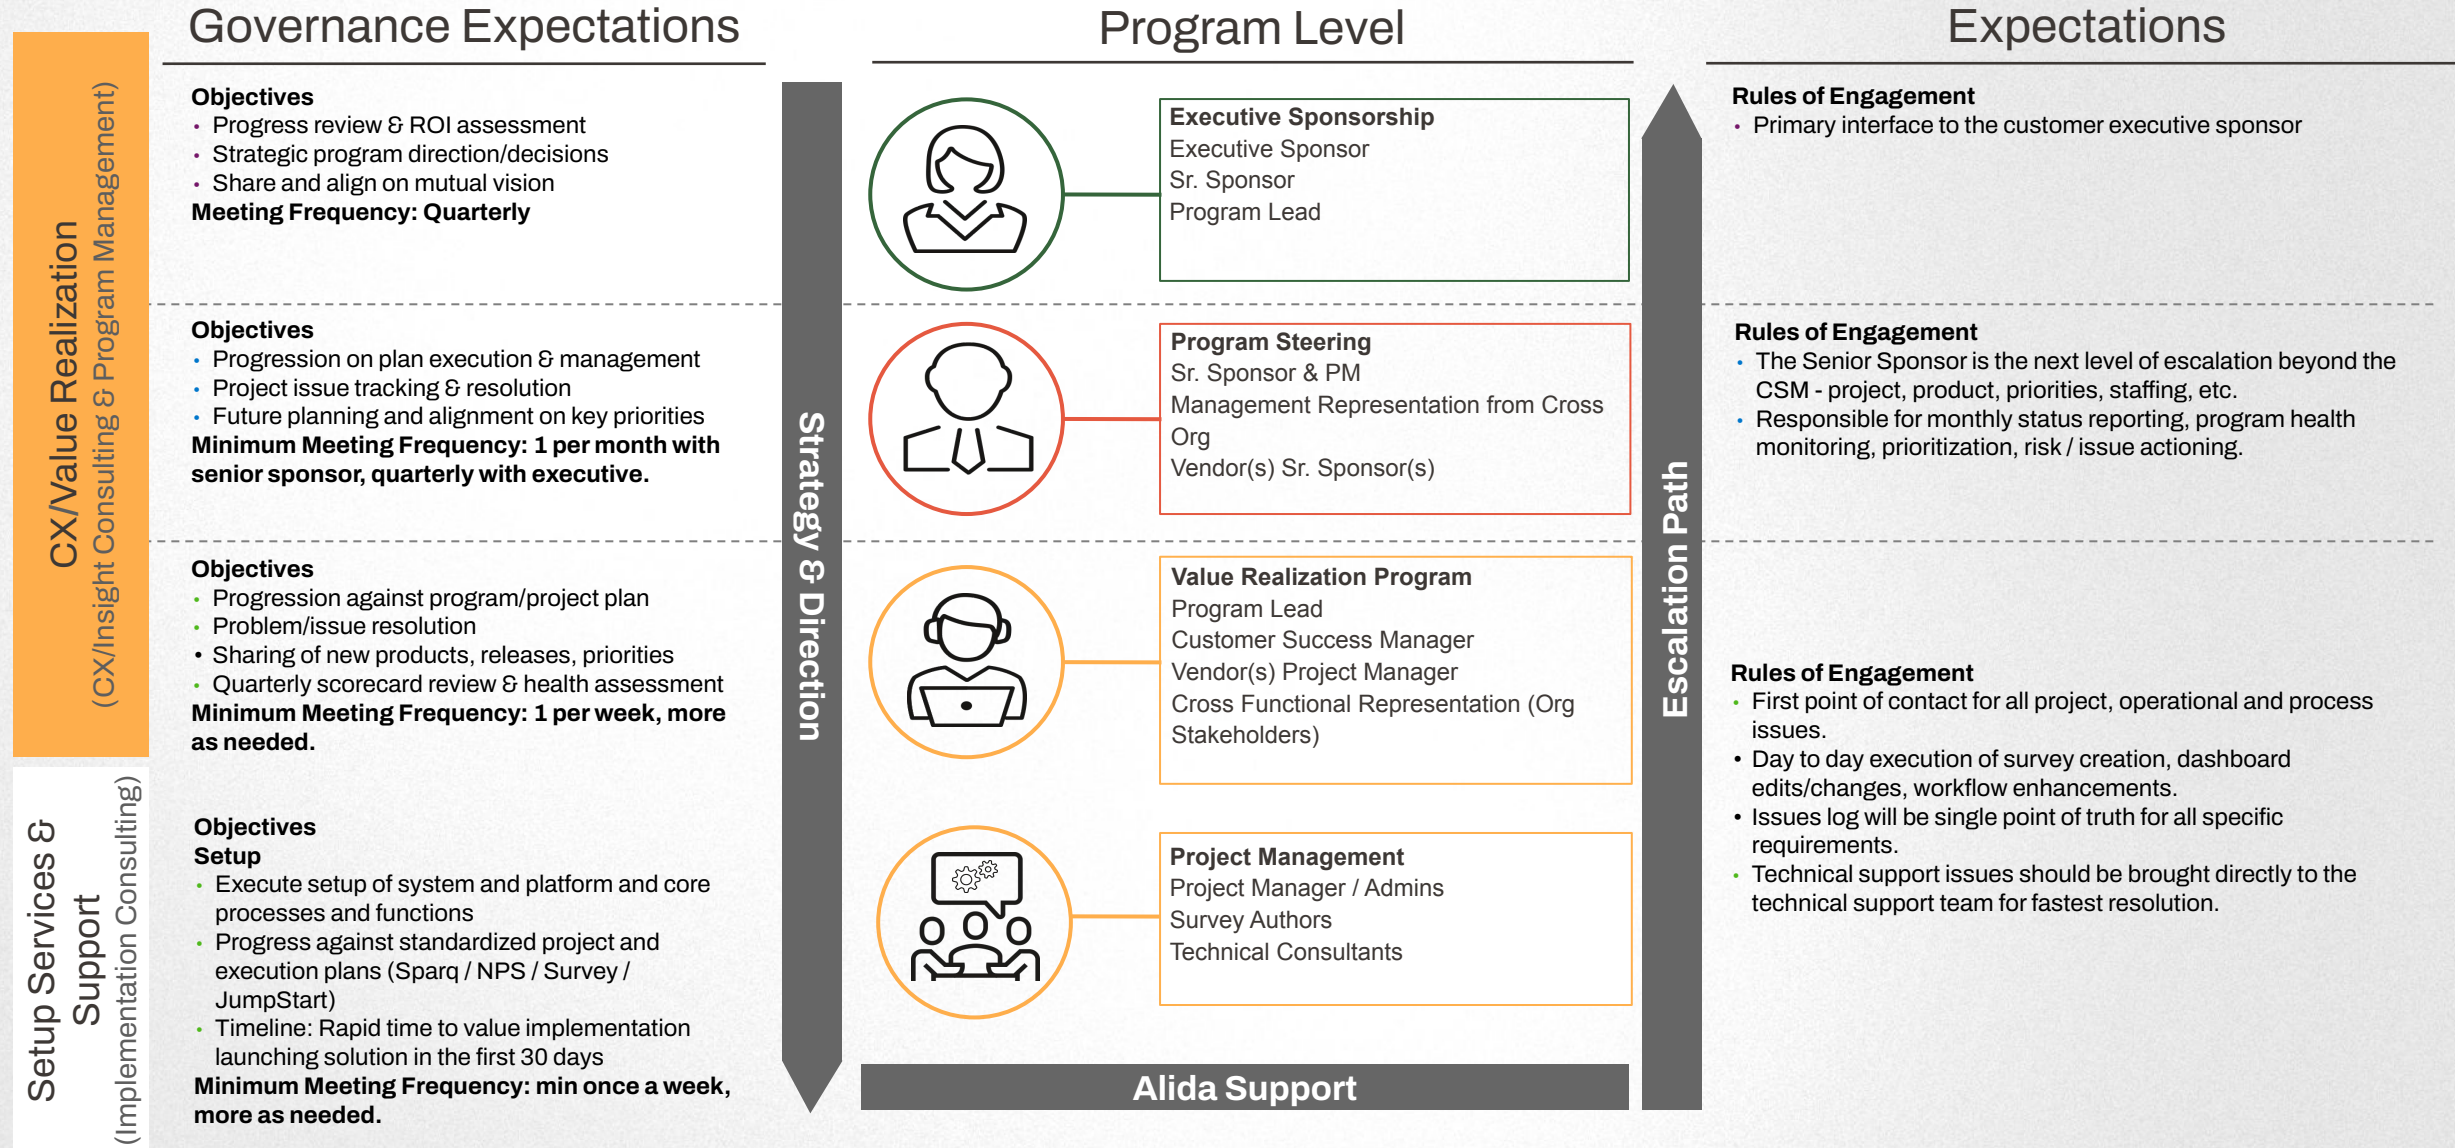 Governance Expectations
Program Level
Expectations
CX/Value Realization
(CX/Insight Consulting & Program Management)
Objectives
• Progress review & ROI assessment
• Strategic program direction/decisions
• Share and align on mutual vision
Meeting Frequency: Quarterly
Executive Sponsorship
Executive Sponsor
Sr. Sponsor
Program Lead
Rules of Engagement
• Primary interface to the customer executive sponsor
Objectives
• Progression on plan execution & management
• Project issue tracking & resolution
• Future planning and alignment on key priorities
Minimum Meeting Frequency: 1 per month with
senior sponsor, quarterly with executive.
Strategy & Direction
Program Steering
Sr. Sponsor & PM
Management Representation from Cross
Org
Vendor(s) Sr. Sponsor(s)
Escalation Path
Rules of Engagement
• The Senior Sponsor is the next level of escalation beyond the
CSM - project, product, priorities, staffing, etc.
• Responsible for monthly status reporting, program health
monitoring, prioritization, risk / issue actioning.
Objectives
• Progression against program/project plan
• Problem/issue resolution
• Sharing of new products, releases, priorities
• Quarterly scorecard review & health assessment
Minimum Meeting Frequency: 1 per week, more
as needed.
Value Realization Program
Program Lead
Customer Success Manager
Vendor(s) Project Manager
Cross Functional Representation (Org
Stakeholders)
Rules of Engagement
• First point of contact for all project, operational and process
issues.
• Day to day execution of survey creation, dashboard
edits/changes, workflow enhancements.
• Issues log will be single point of truth for all specific
requirements.
• Technical support issues should be brought directly to the
technical support team for fastest resolution.
Setup Services &
Support
(Implementation Consulting)
Objectives
Setup
• Execute setup of system and platform and core
processes and functions
• Progress against standardized project and
execution plans (Sparq / NPS / Survey /
JumpStart)
• Timeline: Rapid time to value implementation
launching solution in the first 30 days
Minimum Meeting Frequency: min once a week,
more as needed.
Project Management
Project Manager / Admins
Survey Authors
Technical Consultants
Alida Support